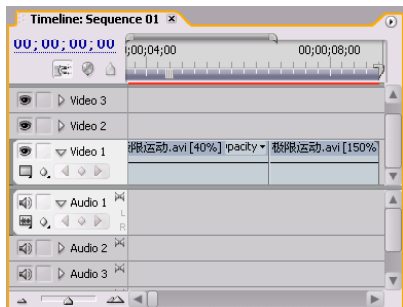 Timeline: Sequence 01
00;00;00;00
;00;04;00
00;00;08;00
Video 3
Video 2
Video 1
极限运动.avi [40%] pacity
极限运动.avi [150%]
Audio 1
L
R
Audio 2
Audio 3